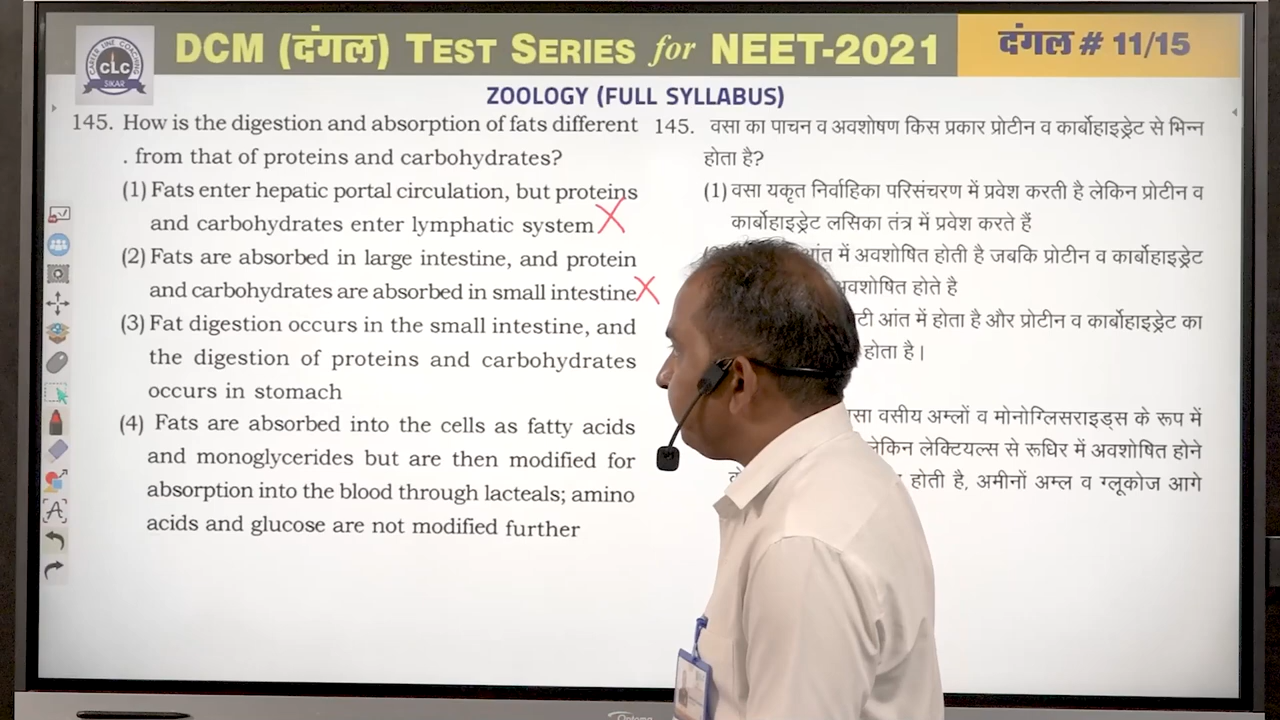 DCM (दंगल) TEST SERIES for NEET-2021
दंगल # 11/15
CAREER LINE COACHING
CLC
SIKAR
ZOOLOGY (FULL SYLLABUS)
145. How is the digestion and absorption of fats different
. from that of proteins and carbohydrates?
(1) Fats enter hepatic portal circulation, but proteins
and carbohydrates enter lymphatic system
(2) Fats are absorbed in large intestine, and protein
and carbohydrates are absorbed in small intestine
(3) Fat digestion occurs in the small intestine, and
the digestion of proteins and carbohydrates
occurs in stomach
(4) Fats are absorbed into the cells as fatty acids
and monoglycerides but are then modified for
absorption into the blood through lacteals; amino
acids and glucose are not modified further
145. वसा का पाचन व अवशोषण किस प्रकार प्रोटीन व कार्बोहाइड्रेट से भिन्न
होता है?
(1) वसा यकृत निर्वाहिका परिसंचरण में प्रवेश करती है लेकिन प्रोटीन व
कार्बोहाइड्रेट लसिका तंत्र में प्रवेश करते हैं
आंत में अवशोषित होती है जबकि प्रोटीन व कार्बोहाइड्रेट
अवशोषित होते है
आंत में होता है और प्रोटीन व कार्बोहाइड्रेट का
होता है।
वसीय अम्लों व मोनोग्लिसराइड्स के रूप में
लेकिन लेक्टियल्स से रूधिर में अवशोषित होने
होती है, अमीनों अम्ल व ग्लूकोज आगे
Optoma